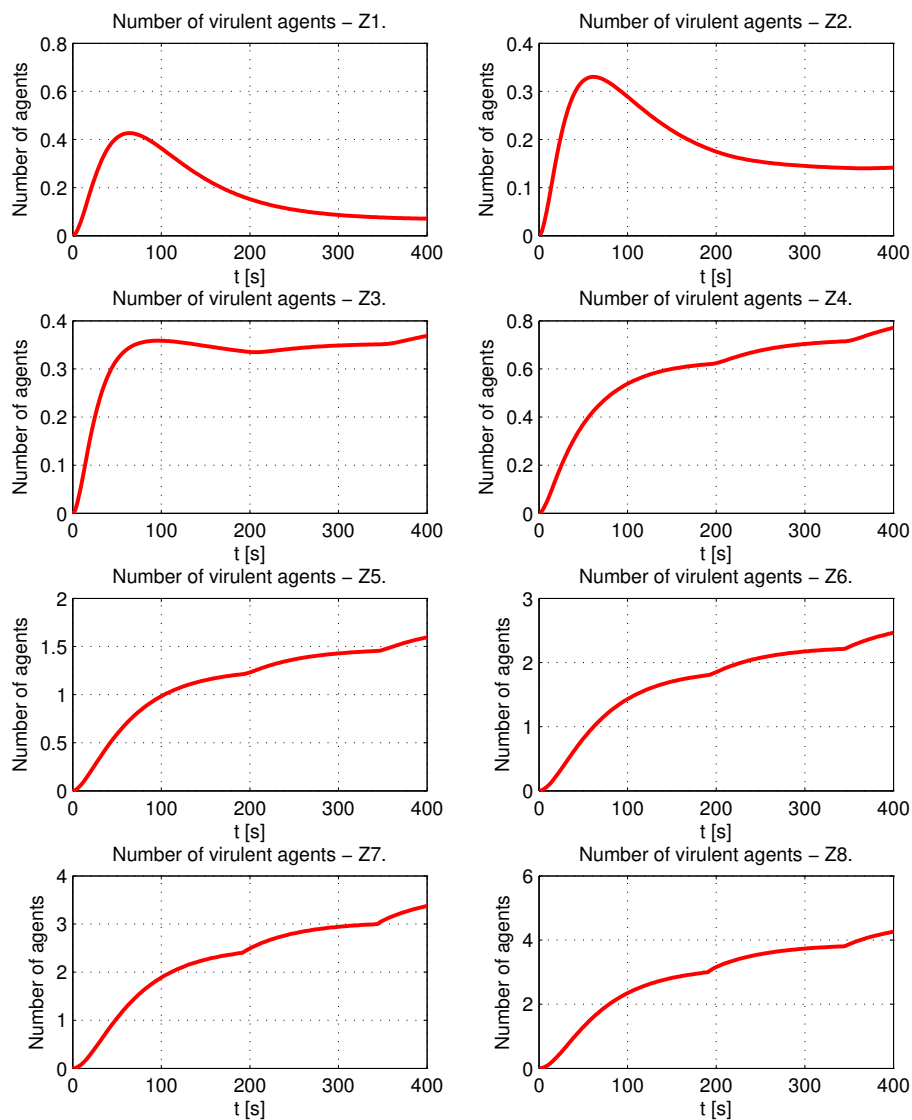 Number of virulent agents − Z1.
Number of agents
0.8
0.6
0.4
0.2
0
0 100 200 300 400
t [s]
Number of virulent agents − Z2.
Number of agents
0.4
0.3
0.2
0.1
0
0 100 200 300 400
t [s]
Number of virulent agents − Z3.
Number of agents
0.4
0.3
0.2
0.1
0
0 100 200 300 400
t [s]
Number of virulent agents − Z4.
Number of agents
0.8
0.6
0.4
0.2
0
0 100 200 300 400
t [s]
Number of virulent agents − Z5.
Number of agents
2
1.5
1
0.5
0
0 100 200 300 400
t [s]
Number of virulent agents − Z6.
Number of agents
3
2
1
0
0 100 200 300 400
t [s]
Number of virulent agents − Z7.
Number of agents
4
3
2
1
0
0 100 200 300 400
t [s]
Number of virulent agents − Z8.
Number of agents
6
4
2
0
0 100 200 300 400
t [s]